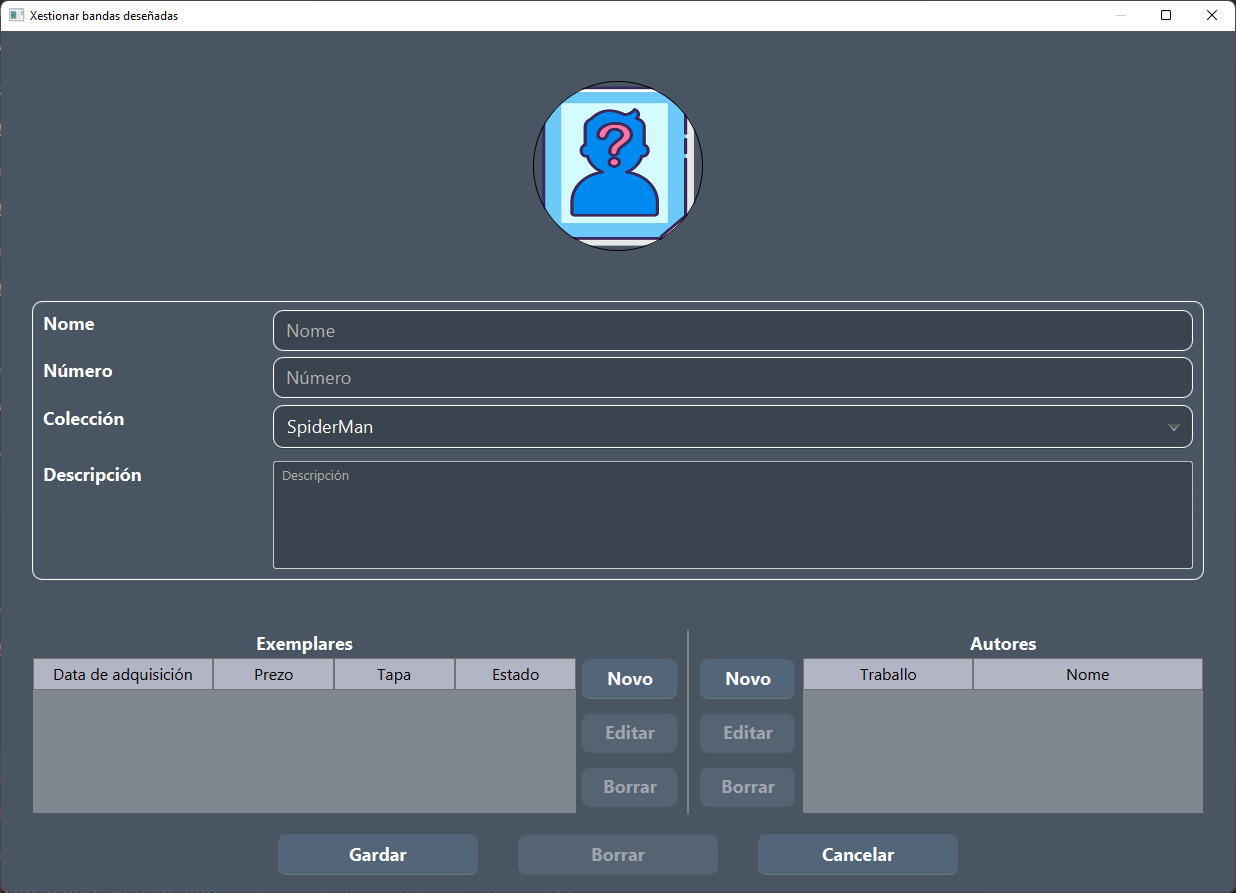 Xestionar bandas deseñadas
?
Nome
Nome
Número
Número
Colección
SpiderMan
Descripción
Descripción
Exemplares
Autores
Data de adquisición Prezo Tapa Estado
Novo
Novo
Traballo Nome
Editar
Editar
Borrar
Borrar
Gardar
Borrar
Cancelar